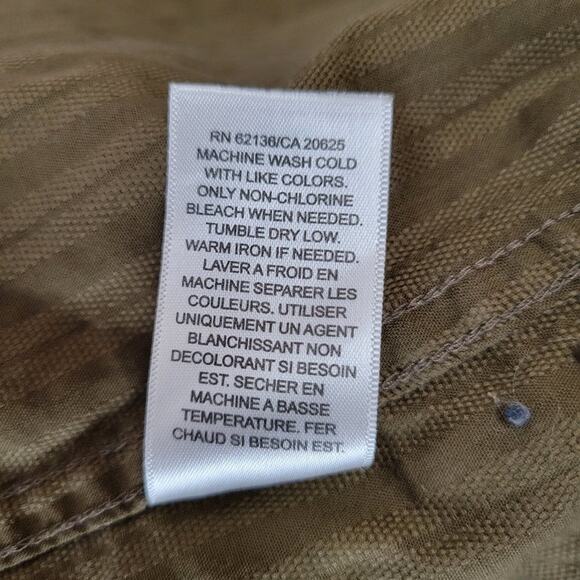 RN 62136/CA 20625
MACHINE WASH COLD
WITH LIKE COLORS.
ONLY NON-CHLORINE
BLEACH WHEN NEEDED.
TUMBLE DRY LOW.
WARM IRON IF NEEDED.
LAVER A FROID EN
MACHINE SEPARER LES
COULEURS. UTILISER
UNIQUEMENT UN AGENT
BLANCHISSANT NON
DECOLORANT SI BESOIN
EST. SECHER EN
MACHINE A BASSE
TEMPERATURE. FER
CHAUD SI BESOIN EST.